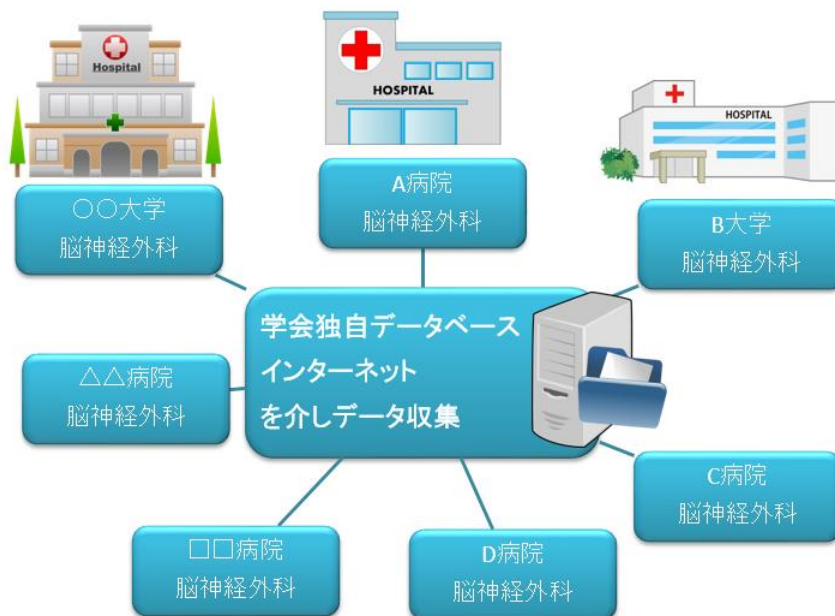 Hospital
HOSPITAL
HOSPITAL
〇〇大学
脳神経外科
A病院
脳神経外科
B大学
脳神経外科
学会独自データベース
インターネット
を介しデータ収集
△△病院
脳神経外科
C病院
脳神経外科
□□病院
脳神経外科
D病院
脳神経外科